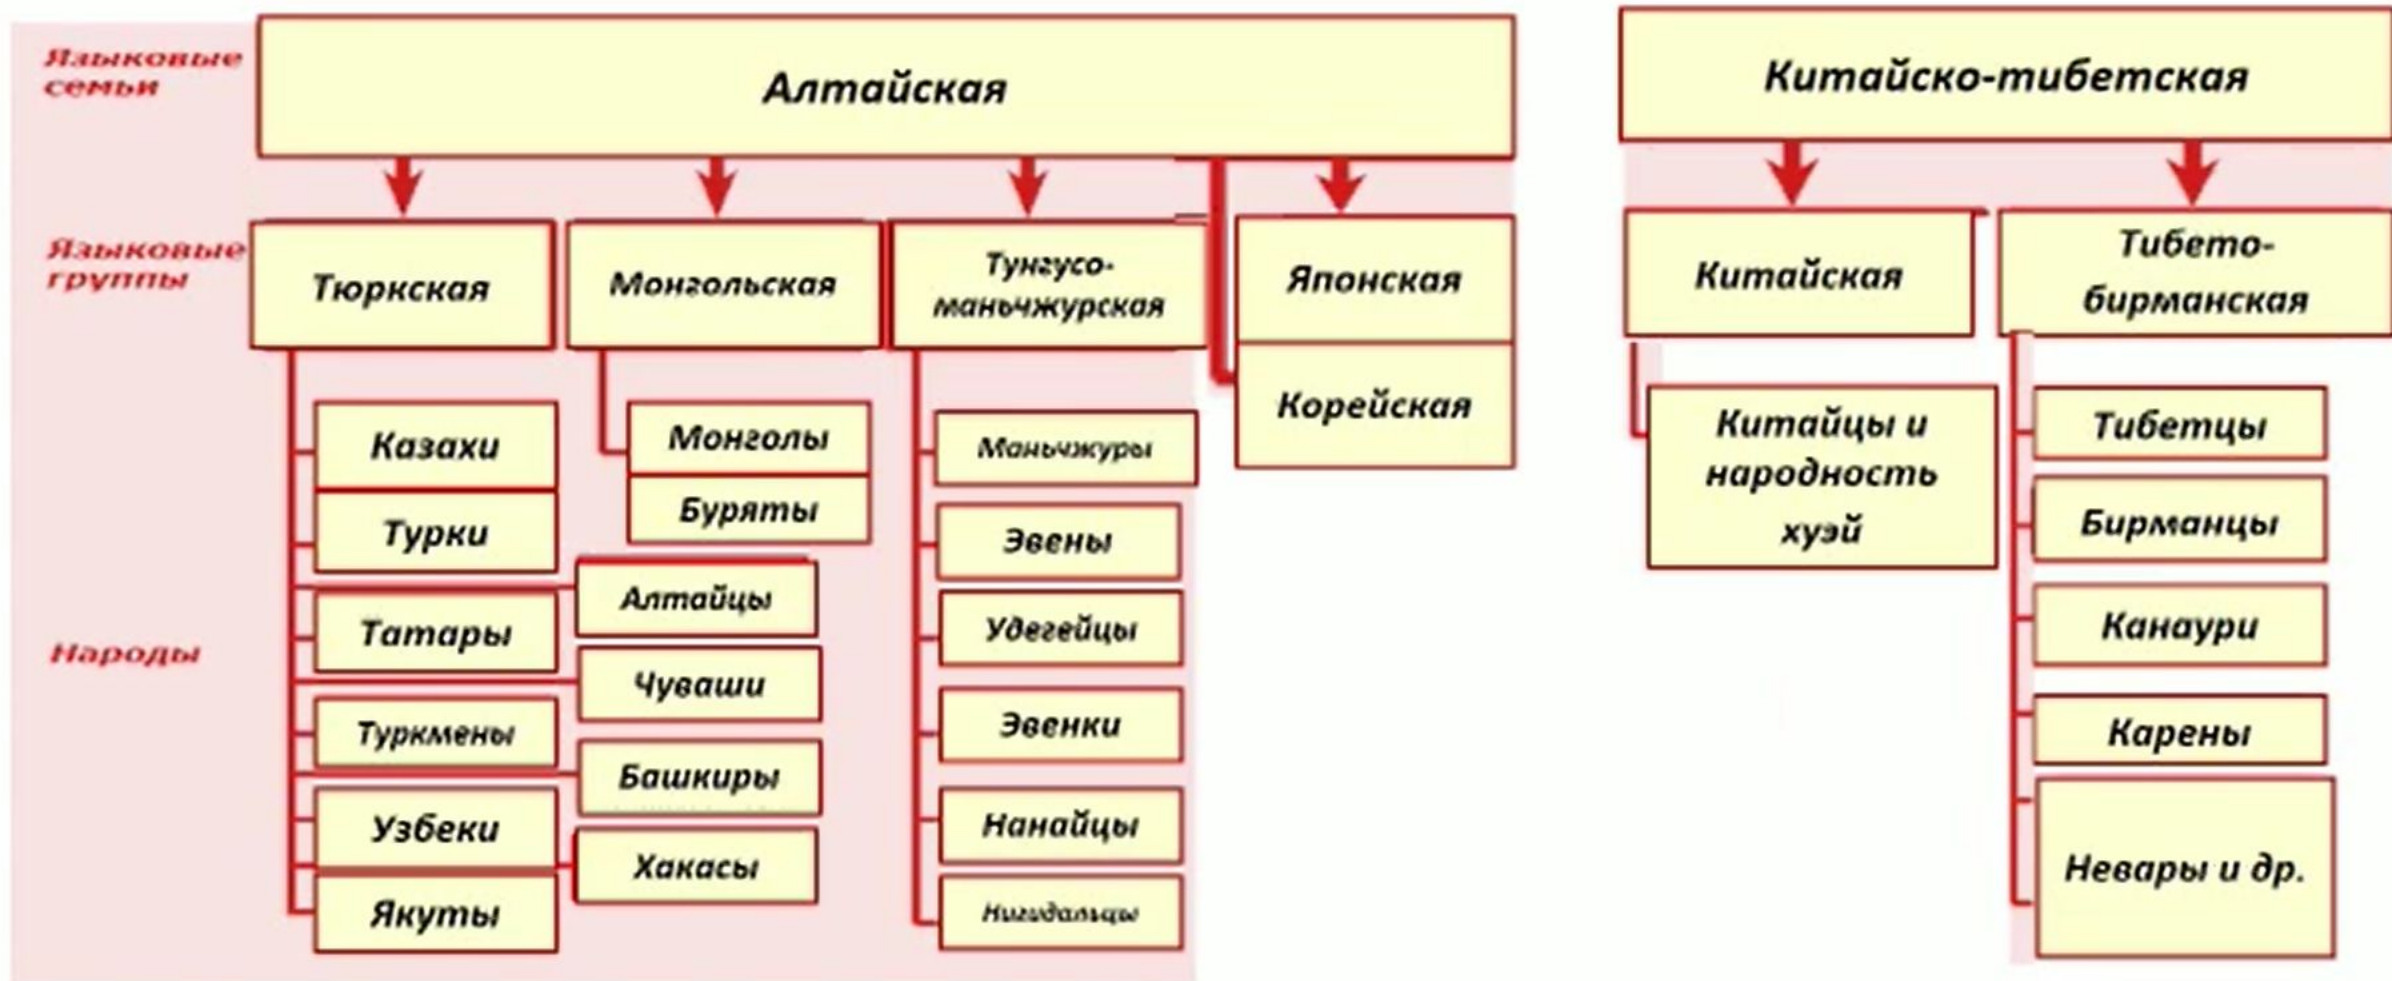 Языковые
семьи
Алтайская
Китайско-тибетская
Языковые
группы
Тюркская
Монгольская
Тунгусо-
маньчжурская
Японская
Корейская
Китайская
Тибето-
бирманская
Народы
Казахи
Турки
Татары
Туркмены
Узбеки
Якуты
Алтайцы
Чуваши
Башкиры
Хакасы
Монголы
Буряты
Маньчжуры
Эвены
Удегейцы
Эвенки
Нанайцы
Нигидальцы
Китайцы и
народность
хуэй
Тибетцы
Бирманцы
Канаури
Карены
Невары и др.